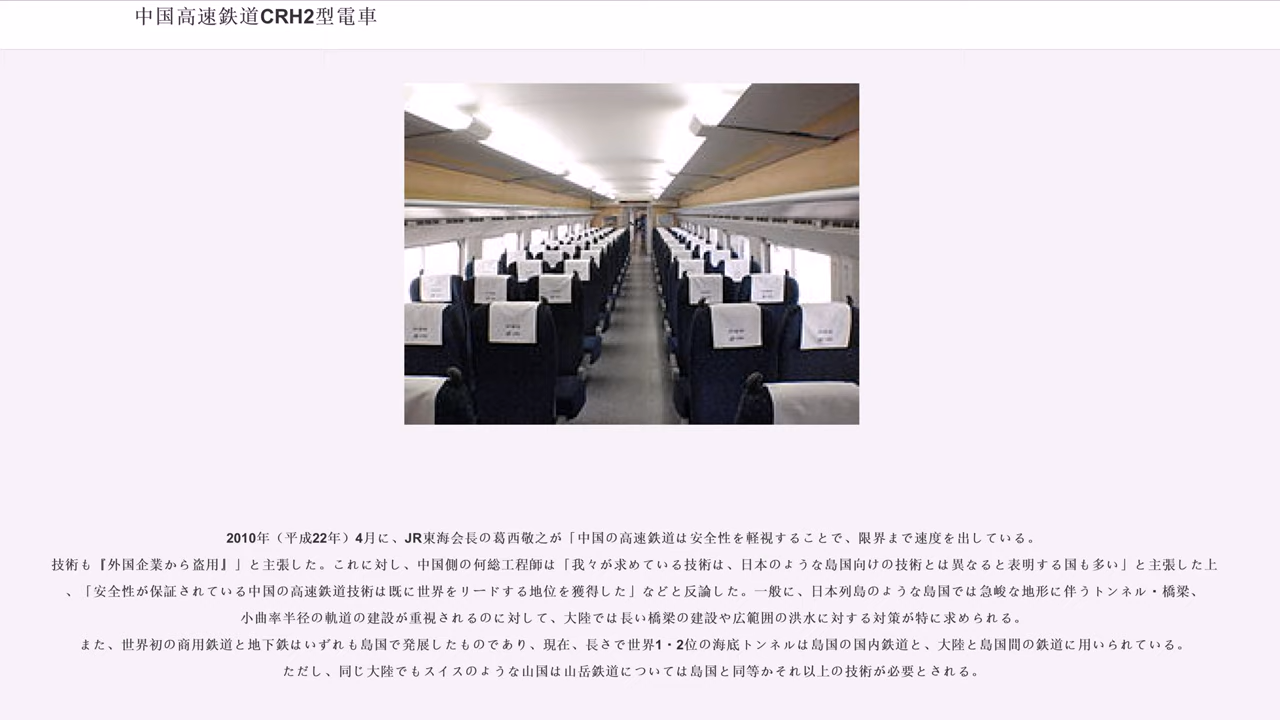 中国高速鉄道CRH2型電車
2010年（平成22年）4月に、JR東海会長の葛西敬之が「中国の高速鉄道は安全性を軽視することで、限界まで速度を出している。
技術も『外国企業から盗用』」と主張した。これに対し、中国側の何総工程師は「我々が求めている技術は、日本のような島国向けの技術とは異なると表明する国も多い」と主張した上
、「安全性が保証されている中国の高速鉄道技術は既に世界をリードする地位を獲得した」などと反論した。一般に、日本列島のような島国では急峻な地形に伴うトンネル・橋梁、
小曲率半径の軌道の建設が重視されるのに対して、大陸では長い橋梁の建設や広範囲の洪水に対する対策が特に求められる。
また、世界初の商用鉄道と地下鉄はいずれも島国で発展したものであり、現在、長さで世界1・2位の海底トンネルは島国の国内鉄道と、大陸と島国間の鉄道に用いられている。
ただし、同じ大陸でもスイスのような山国は山岳鉄道については島国と同等かそれ以上の技術が必要とされる。